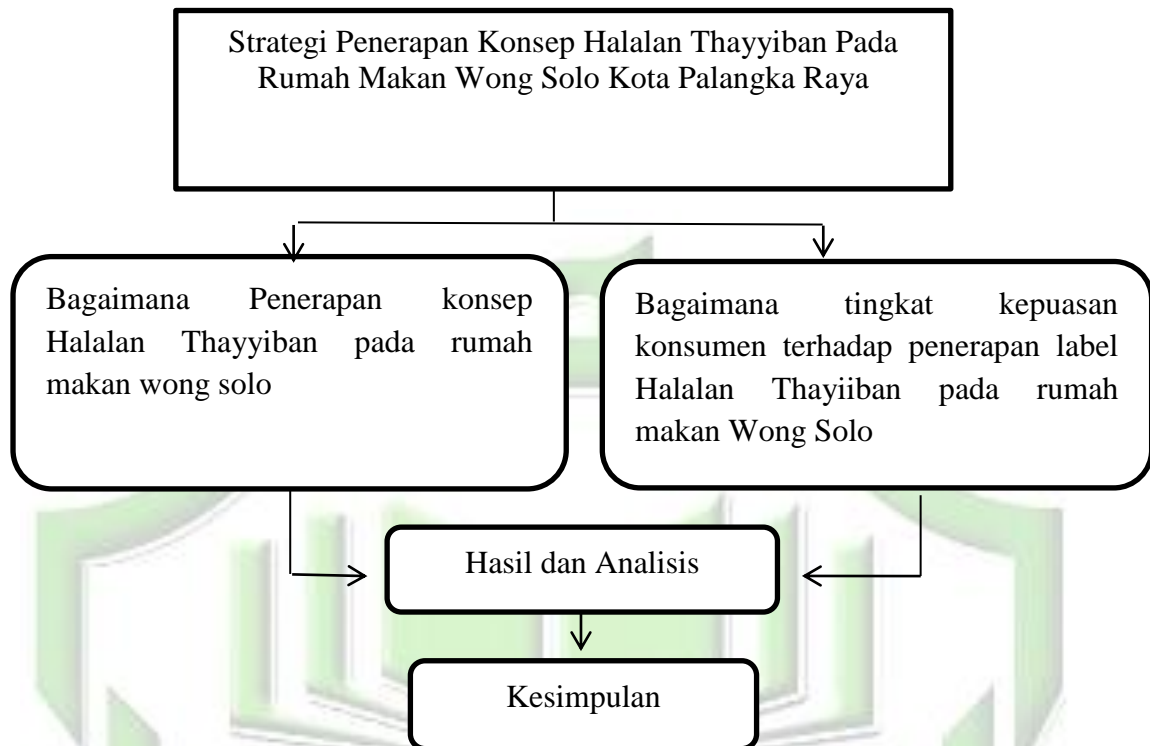 Strategi Penerapan Konsep Halalan Thayyiban Pada
Rumah Makan Wong Solo Kota Palangka Raya
Bagaimana Penerapan konsep
Halalan Thayyiban pada rumah
makan wong solo
Bagaimana tingkat kepuasan
konsumen terhadap penerapan label
Halalan Thayiiban pada rumah
makan Wong Solo
Hasil dan Analisis
Kesimpulan